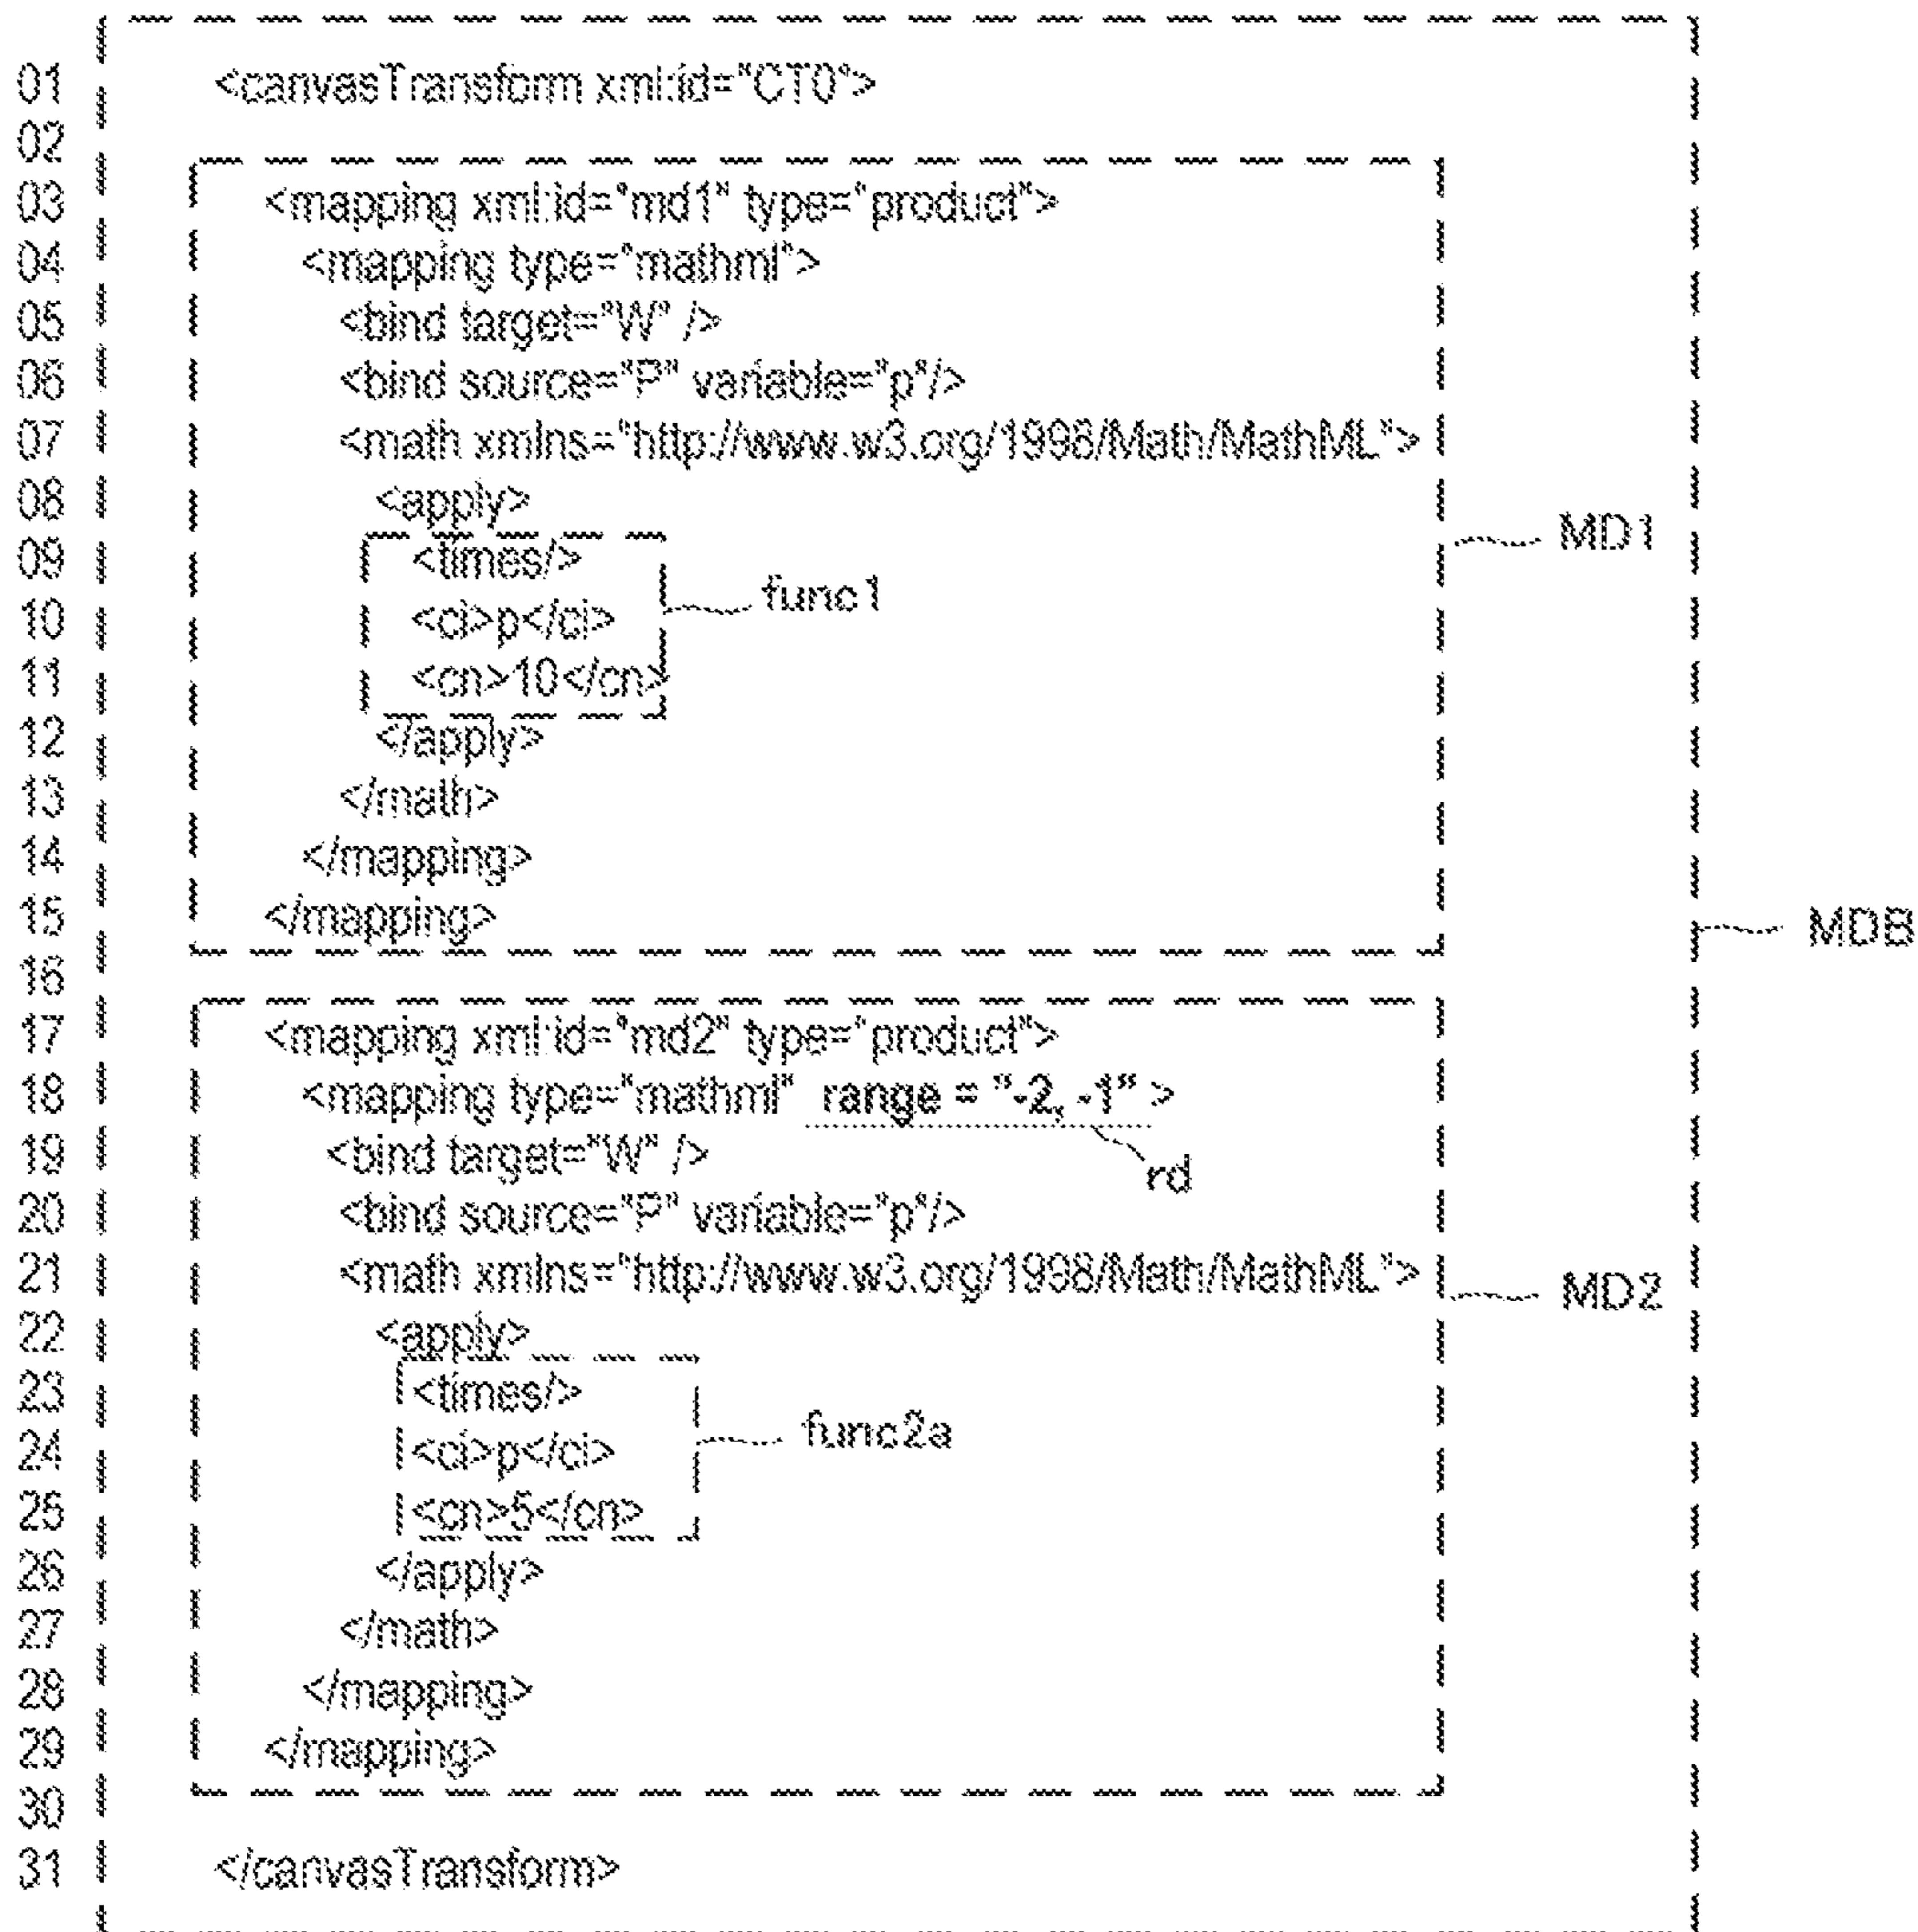 01 <canvasTransform xml:id="CT0">
02
03 <mapping xml:id="md1" type="product">
04 <mapping type="mathml">
05 <bind target="W" />
06 <bind source="P" variable="p"/>
07 <math xmlns="http://www.w3.org/1998/Math/MathML">
08 <apply>
MD1
09 <times/>
func1
10 <ci>p</ci>
11 <cn>10</cn>
12 </apply>
13 </math>
14 </mapping>
15 </mapping>
MDB
16
17 <mapping xml:id="md2" type="product">
18 <mapping type="mathml" range = "-2, -1" >
19 <bind target="W" />
rd
20 <bind source="P" variable="p"/>
21 <math xmlns="http://www.w3.org/1998/Math/MathML">
MD2
22 <apply>
23 <times/>
24 <ci>p</ci>
func2a
25 <cn>5</cn>
26 </apply>
27 </math>
28 </mapping>
29 </mapping>
30
31 </canvasTransform>